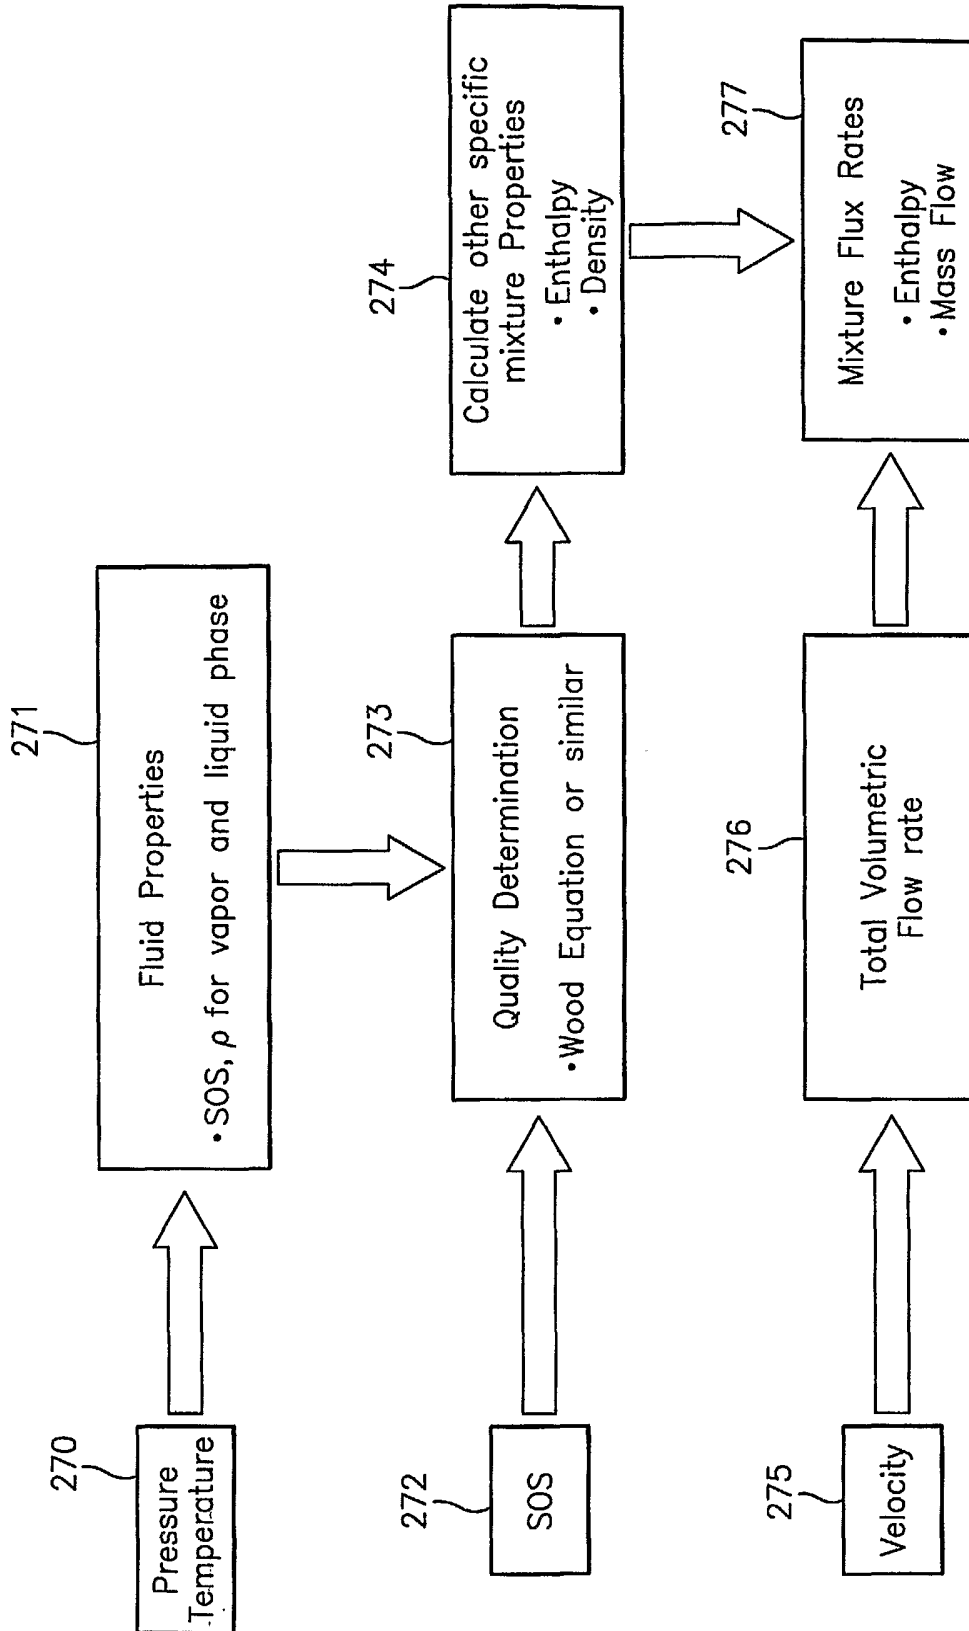 270
Pressure
Temperature
271
Fluid Properties
•SOS, ρ for vapor and liquid phase
272
SOS
273
Quality Determination
•Wood Equation or similar
274
Calculate other specific
mixture Properties
•Enthalpy
•Density
275
Velocity
276
Total Volumetric
Flow rate
277
Mixture Flux Rates
•Enthalpy
•Mass Flow